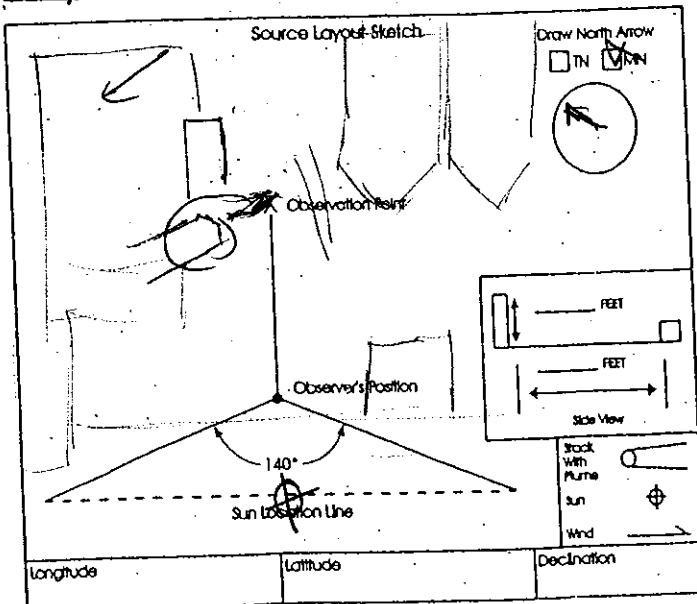 Source Layout Sketch
Draw North Arrow
TN MN
Observation Point
FEET
FEET
Side View
Observer's Position
140°
Sun Location Line
Stack
With
Plume
Sun
Wind
Longitude
Latitude
Declination